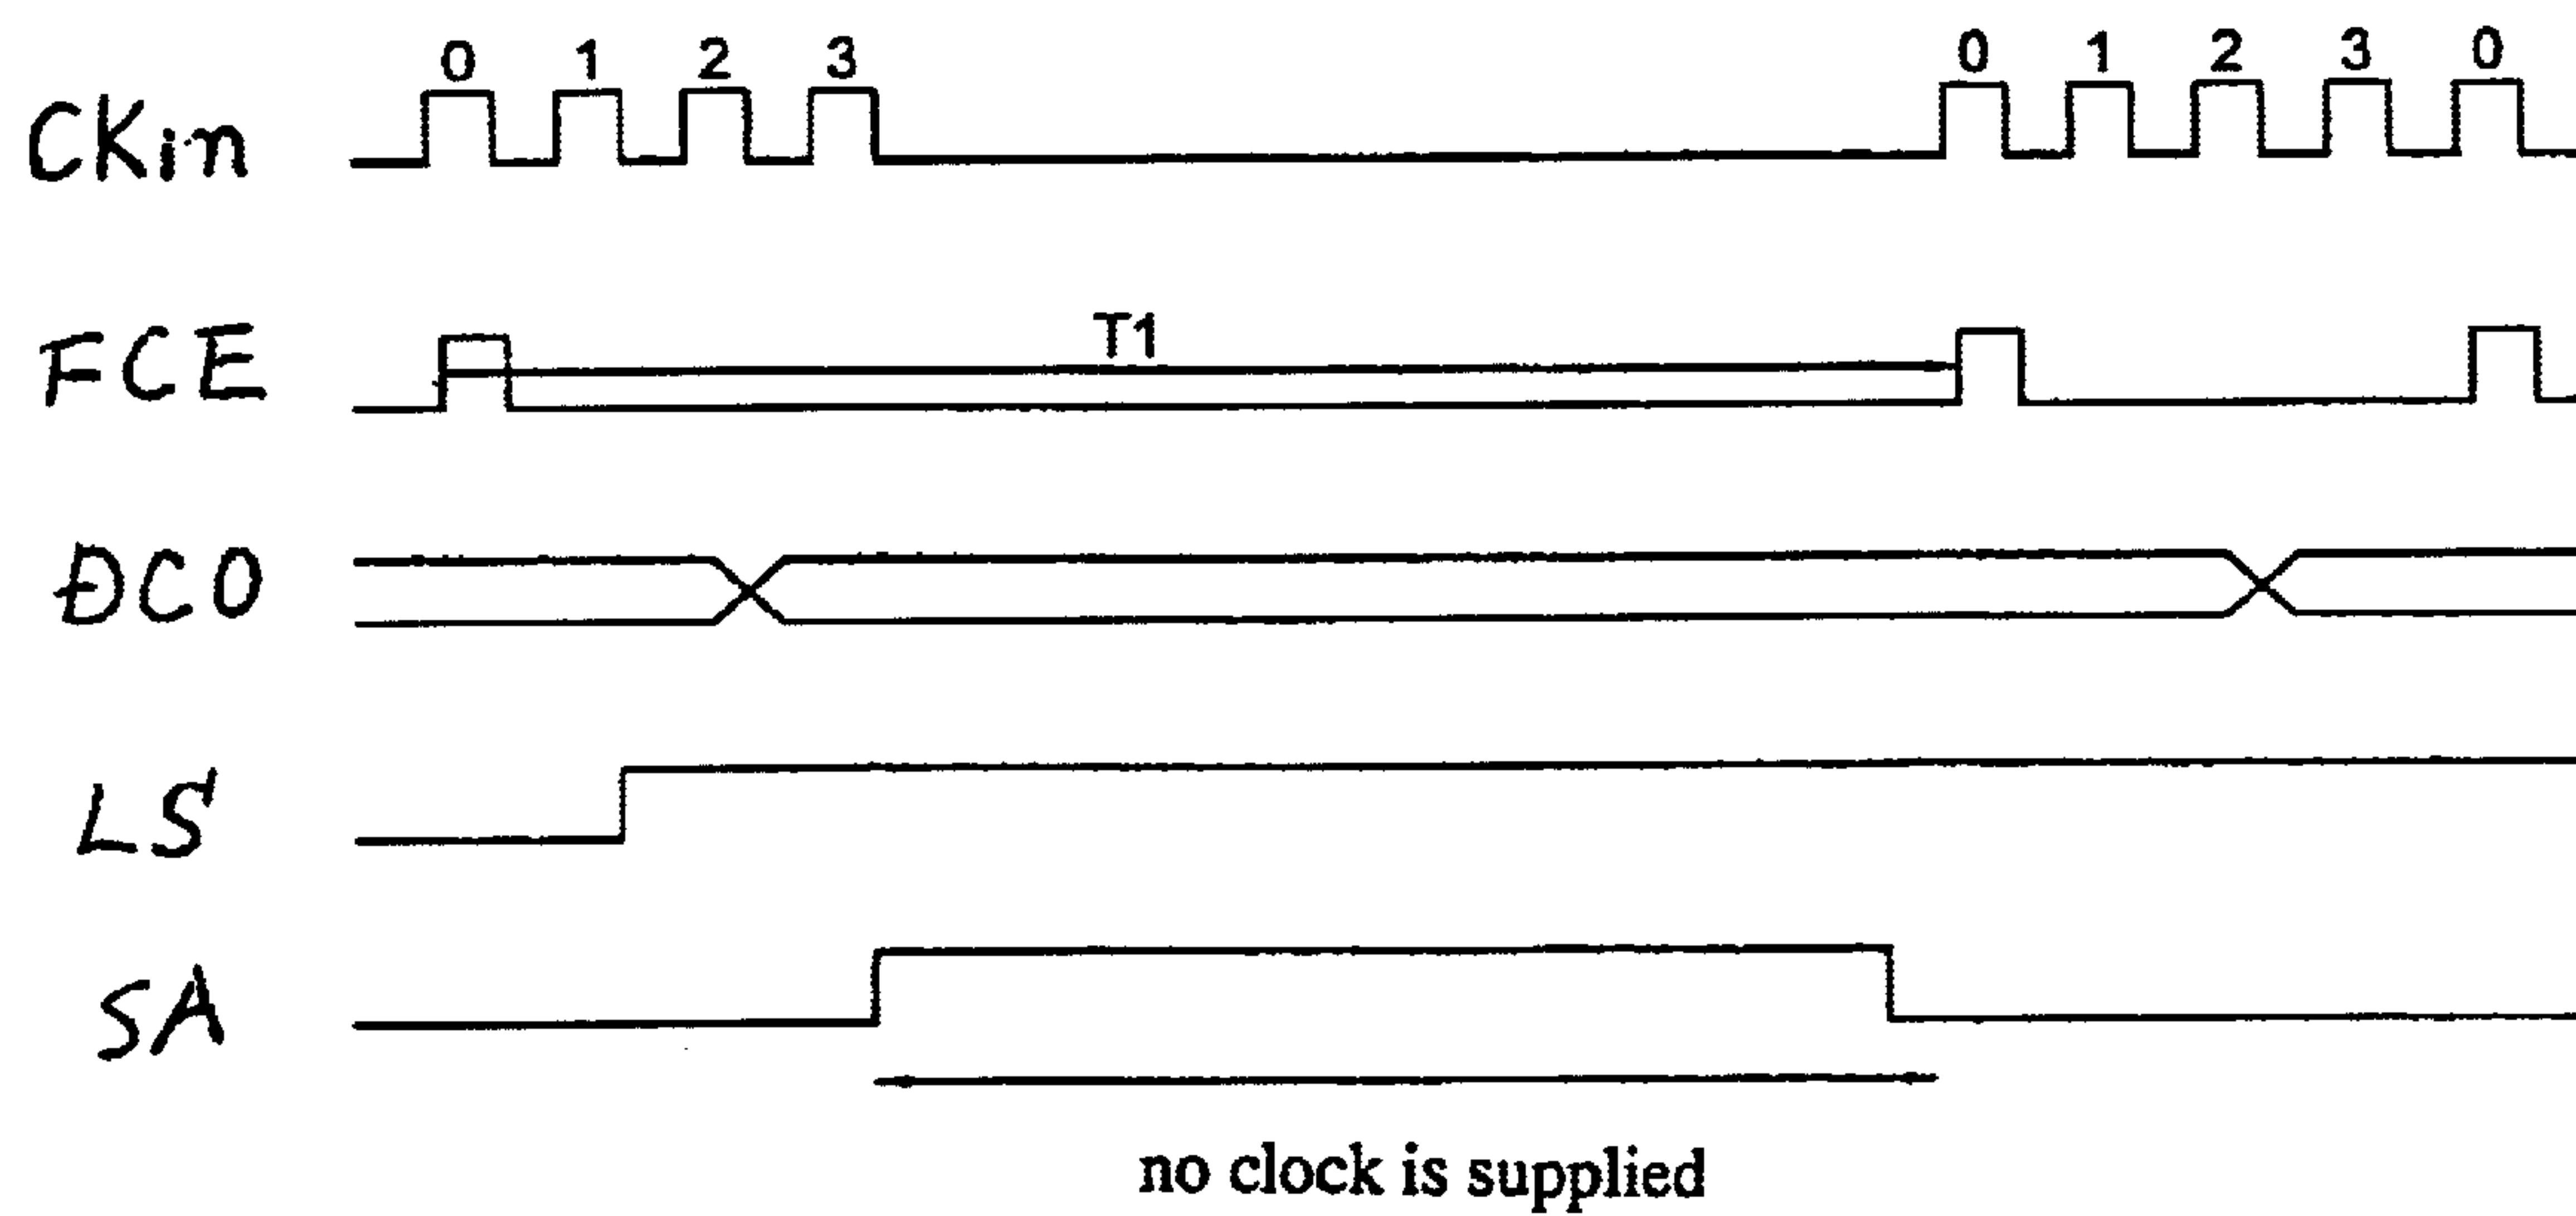 0 1 2 3 0 1 2 3 0
CKin
T1
FCE
DCO
LS
SA
no clock is supplied